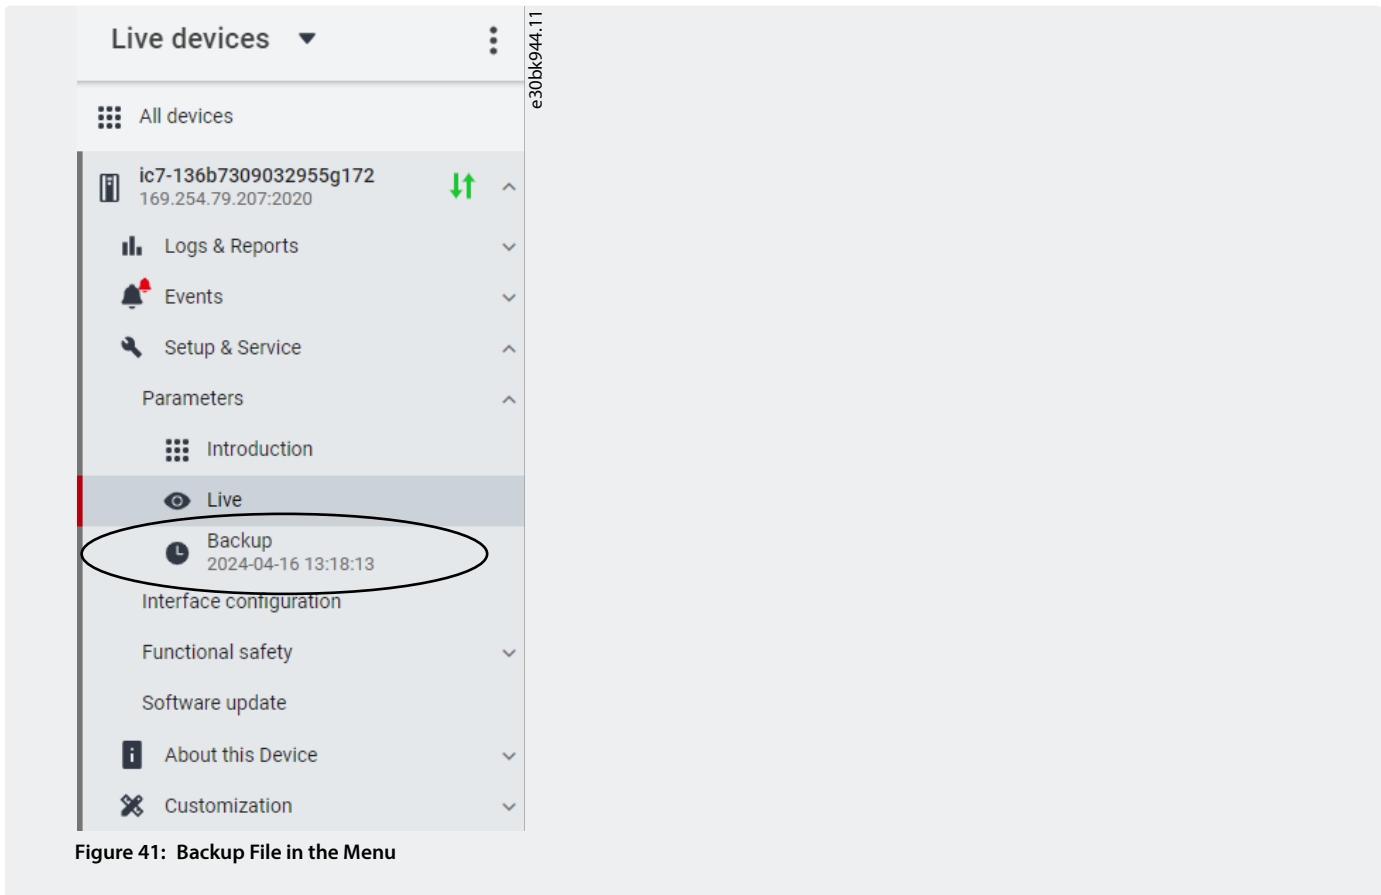 Live devices
e30bk944.11
All devices
ic7-136b7309032955g172
169.254.79.207:2020
Logs & Reports
Events
Setup & Service
Parameters
Introduction
Live
Backup
2024-04-16 13:18:13
Interface configuration
Functional safety
Software update
About this Device
Customization
Figure 41: Backup File in the Menu